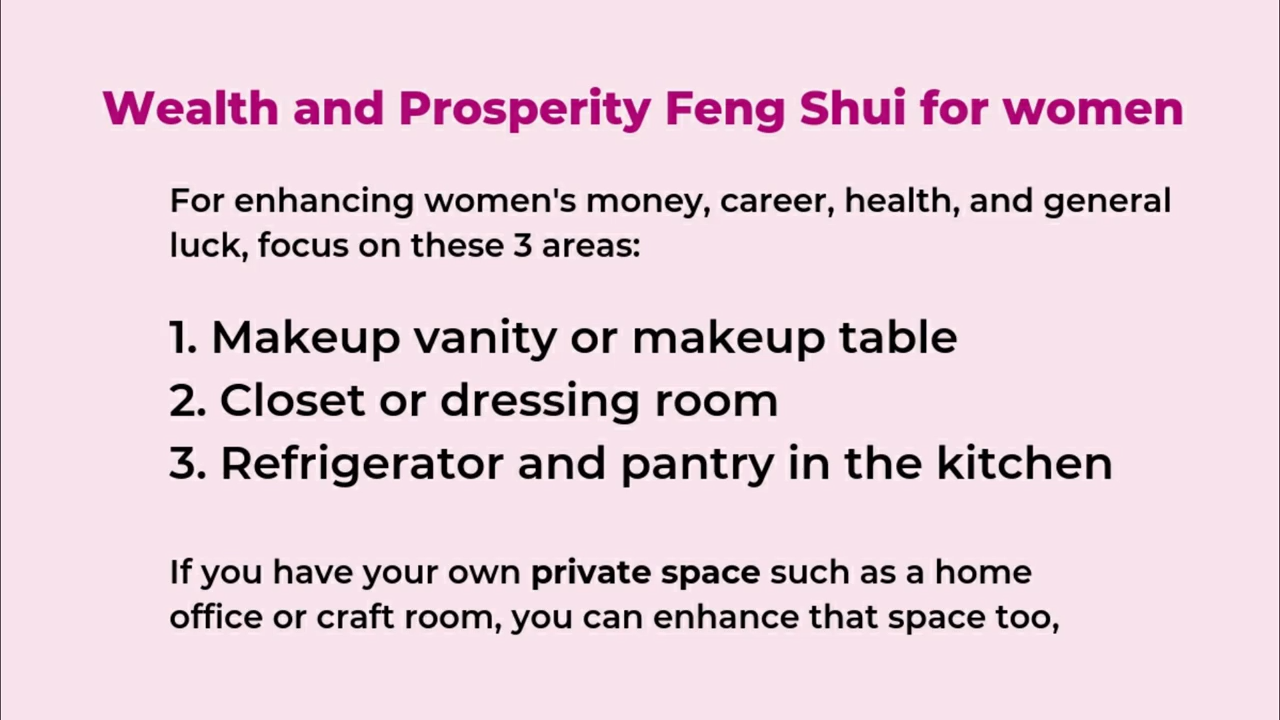 Wealth and Prosperity Feng Shui for women
For enhancing women's money, career, health, and general
luck, focus on these 3 areas:
1. Makeup vanity or makeup table
2. Closet or dressing room
3. Refrigerator and pantry in the kitchen
If you have your own private space such as a home
office or craft room, you can enhance that space too,